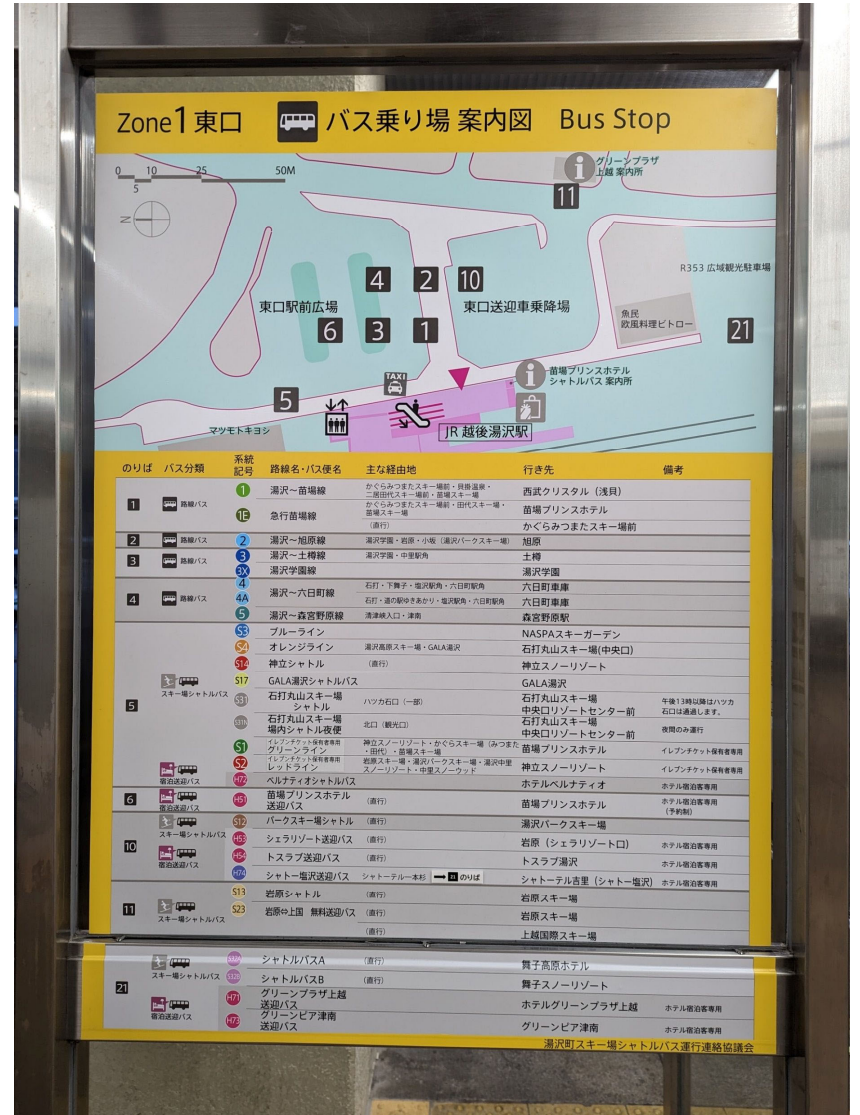 Zone1東口 バス乗り場 案内図 Bus Stop
0 10 25 50M
5
N
グリーンプラザ
上越 案内所
11
R353 広域観光駐車場
4 2 10
東口駅前広場
東口送迎車乗降場
魚民
欧風料理ビトロー
6 3 1
21
TAXI
苗場プリンスホテル
シャトルバス 案内所
5
マツモトキヨシ
JR 越後湯沢駅
のりば バス分類 系統記号 路線名・バス便名 主な経由地 行き先 備考
1 路線バス 1 湯沢～苗場線 かぐらみつまたスキー場前・貝掛温泉・二居田代スキー場前・苗場スキー場 西武クリスタル（浅貝）
1E 急行苗場線 かぐらみつまたスキー場前・田代スキー場・苗場スキー場 苗場プリンスホテル
（直行） かぐらみつまたスキー場前
2 路線バス 2 湯沢～旭原線 湯沢学園・岩原・小坂（湯沢パークスキー場） 旭原
3 路線バス 3 湯沢～土樽線 湯沢学園・中里駅角 土樽
3X 湯沢学園線 湯沢学園
4 路線バス 4 湯沢～六日町線 石打・下舞子・塩沢駅角・六日町駅角 六日町車庫
4A 石打・道の駅ゆきあかり・塩沢駅角・六日町駅角 六日町車庫
5 湯沢～森宮野原線 清津峡入口・津南 森宮野原駅
5 スキー場シャトルバス S3 ブルーライン NASPAスキーガーデン
S4 オレンジライン 湯沢高原スキー場・GALA湯沢 石打丸山スキー場(中央口)
S14 神立シャトル （直行） 神立スノーリゾート
S17 GALA湯沢シャトルバス GALA湯沢
S31 石打丸山スキー場シャトル ハツカ石口（一部） 石打丸山スキー場中央口リゾートセンター前 午後13時以降はハツカ石口は通過します。
S31N 石打丸山スキー場場内シャトル夜便 北口（観光口） 石打丸山スキー場中央口リゾートセンター前 夜間のみ運行
S1 イレブンチケット保有者専用グリーンライン 神立スノーリゾート・かぐらスキー場（みつまた・田代）・苗場スキー場 苗場プリンスホテル イレブンチケット保有者専用
S2 イレブンチケット保有者専用レッドライン 岩原スキー場・湯沢パークスキー場・湯沢中里スノーリゾート・中里スノーウッド 神立スノーリゾート イレブンチケット保有者専用
宿泊送迎バス H72 ベルナティオシャトルバス ホテルベルナティオ ホテル宿泊客専用
6 宿泊送迎バス H51 苗場プリンスホテル送迎バス （直行） 苗場プリンスホテル ホテル宿泊客専用（予約制）
10 スキー場シャトルバス S12 パークスキー場シャトル （直行） 湯沢パークスキー場
宿泊送迎バス H53 シェラリゾート送迎バス （直行） 岩原（シェラリゾート口） ホテル宿泊客専用
H54 トスラブ送迎バス （直行） トスラブ湯沢 ホテル宿泊客専用
H74 シャトー塩沢送迎バス シャトーテル一本杉 → 21 のりば シャトーテル吉里（シャトー塩沢） ホテル宿泊客専用
11 スキー場シャトルバス S13 岩原シャトル （直行） 岩原スキー場
S23 岩原⇔上国 無料送迎バス （直行） 岩原スキー場
（直行） 上越国際スキー場
21 スキー場シャトルバス S32A シャトルバスA （直行） 舞子高原ホテル
S32B シャトルバスB （直行） 舞子スノーリゾート
宿泊送迎バス H71 グリーンプラザ上越送迎バス ホテルグリーンプラザ上越 ホテル宿泊客専用
H73 グリーンピア津南送迎バス グリーンピア津南 ホテル宿泊客専用
湯沢町スキー場シャトルバス運行連絡協議会